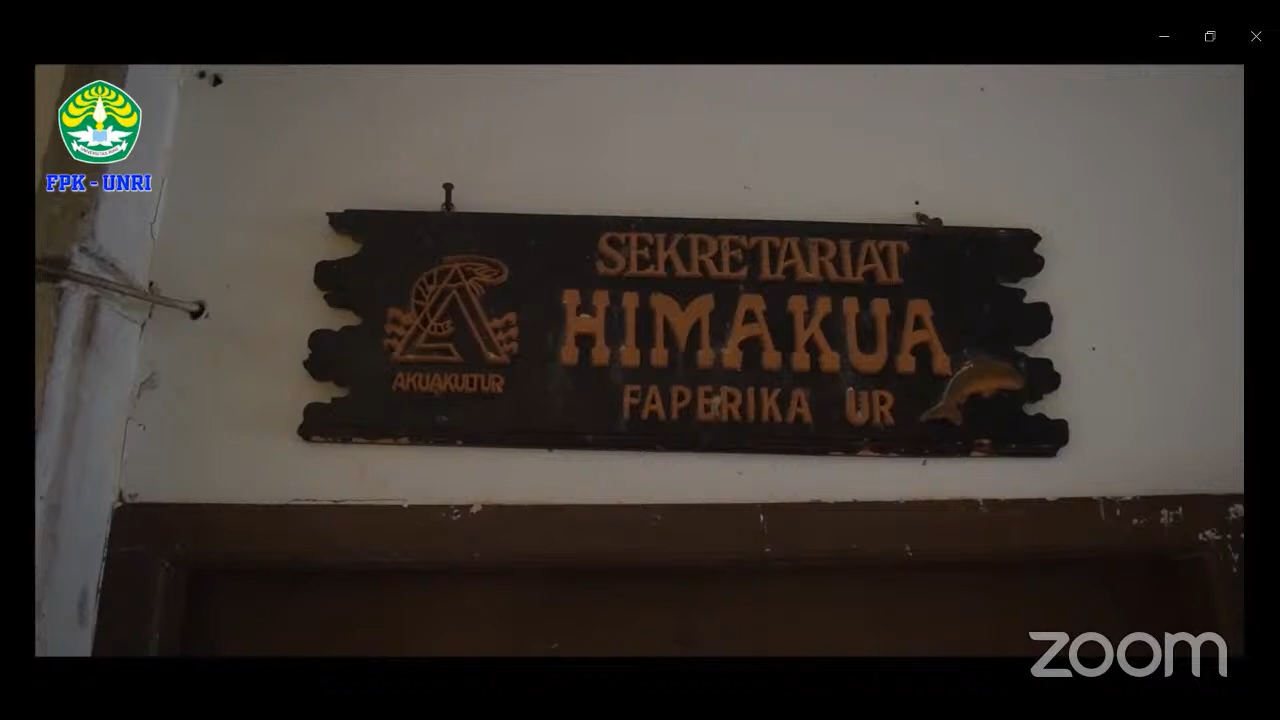 FPK - UNRI
SEKRETARIAT
HIMAKUA
FAPERIKA UR
AKUAKULTUR
zoom